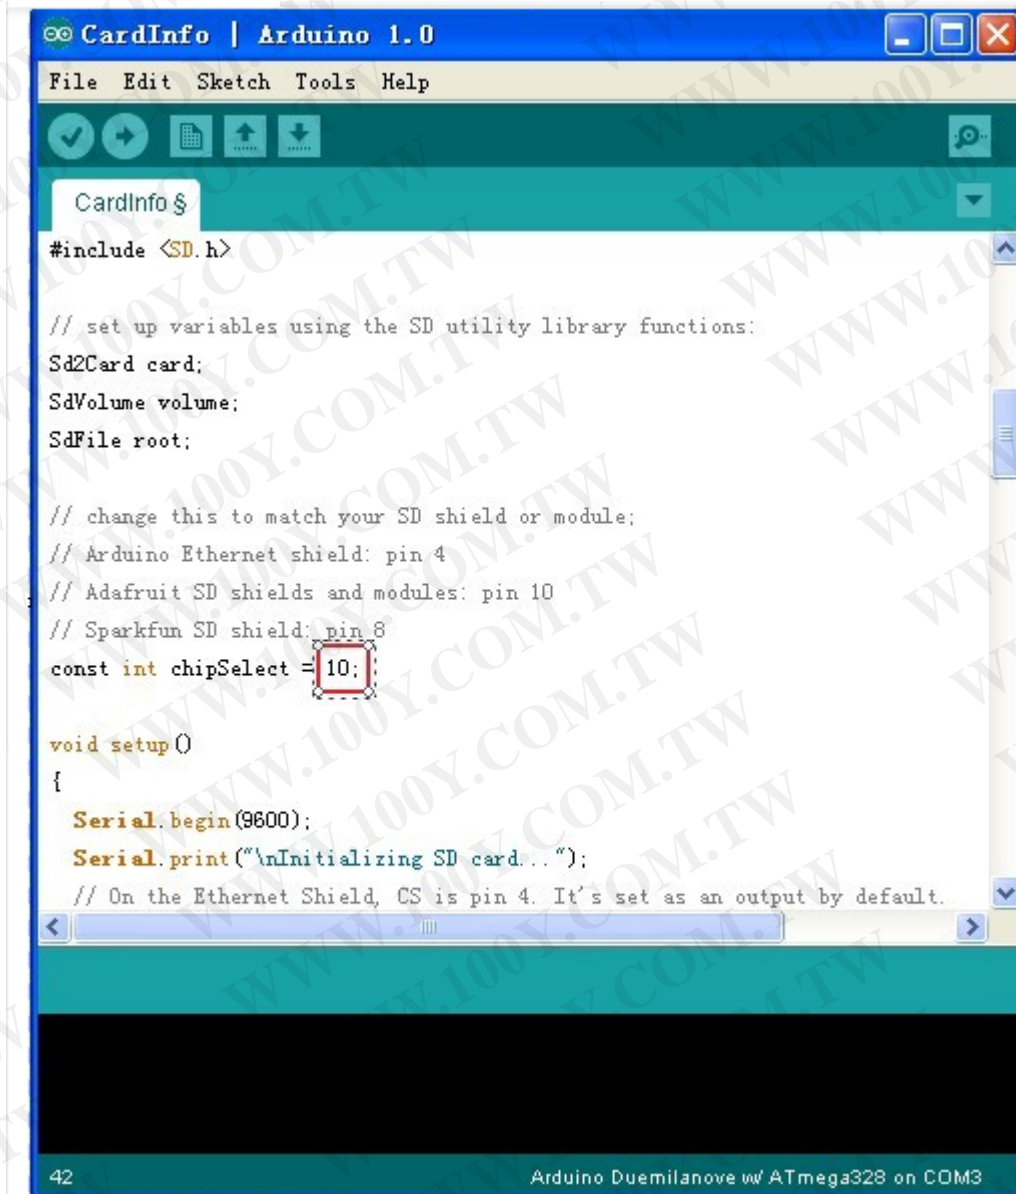 CardInfo | Arduino 1.0
File Edit Sketch Tools Help
CardInfo §
#include <SD.h>
// set up variables using the SD utility library functions:
Sd2Card card;
SdVolume volume;
SdFile root;
// change this to match your SD shield or module;
// Arduino Ethernet shield: pin 4
// Adafruit SD shields and modules: pin 10
// Sparkfun SD shield: pin 8
const int chipSelect = 10;
void setup()
{
Serial.begin(9600);
Serial.print("\nInitializing SD card...");
// On the Ethernet Shield, CS is pin 4. It's set as an output by default.
42
Arduino Duemilanove w/ ATmega328 on COM3
WWW.100Y.COM.TW